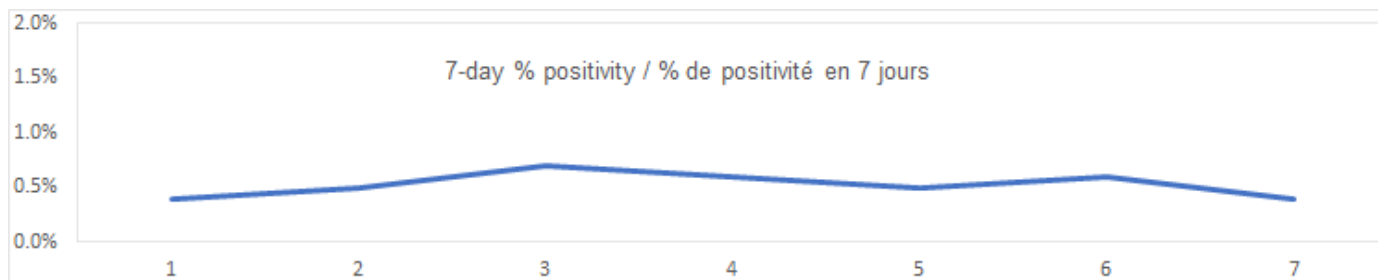 2.0%
7-day % positivity / % de positivité en 7 jours
1.5%
1.0%
0.5%
0.0%
1 2 3 4 5 6 7